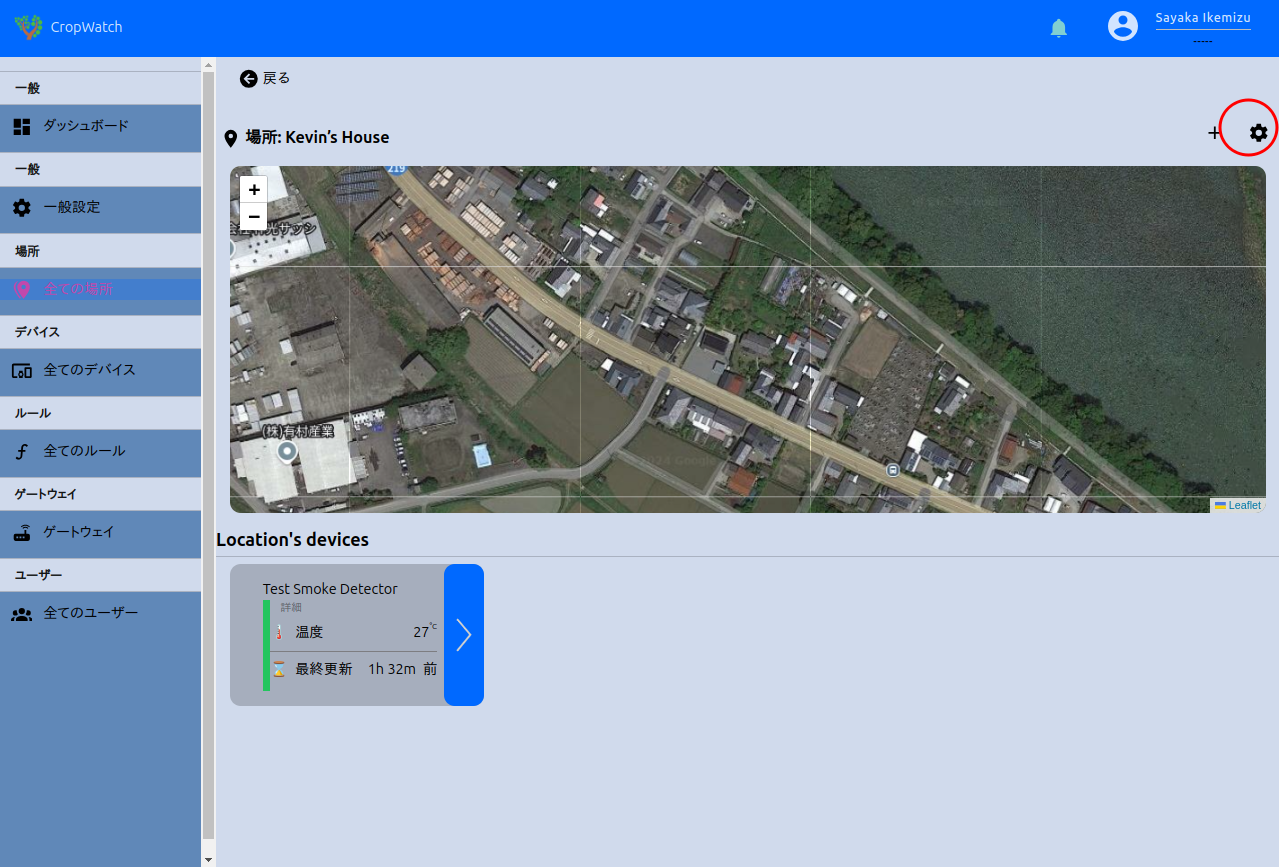 CropWatch
Sayaka Ikemizu
-----
一般
ダッシュボード
一般
一般設定
場所
全ての場所
デバイス
全てのデバイス
ルール
全てのルール
ゲートウェイ
ゲートウェイ
ユーザー
全てのユーザー
戻る
場所: Kevin’s House
+
219
+
−
光サッシ
(株)有村産業
Leaflet
Location's devices
Test Smoke Detector
詳細
温度 27°C
最終更新 1h 32m 前